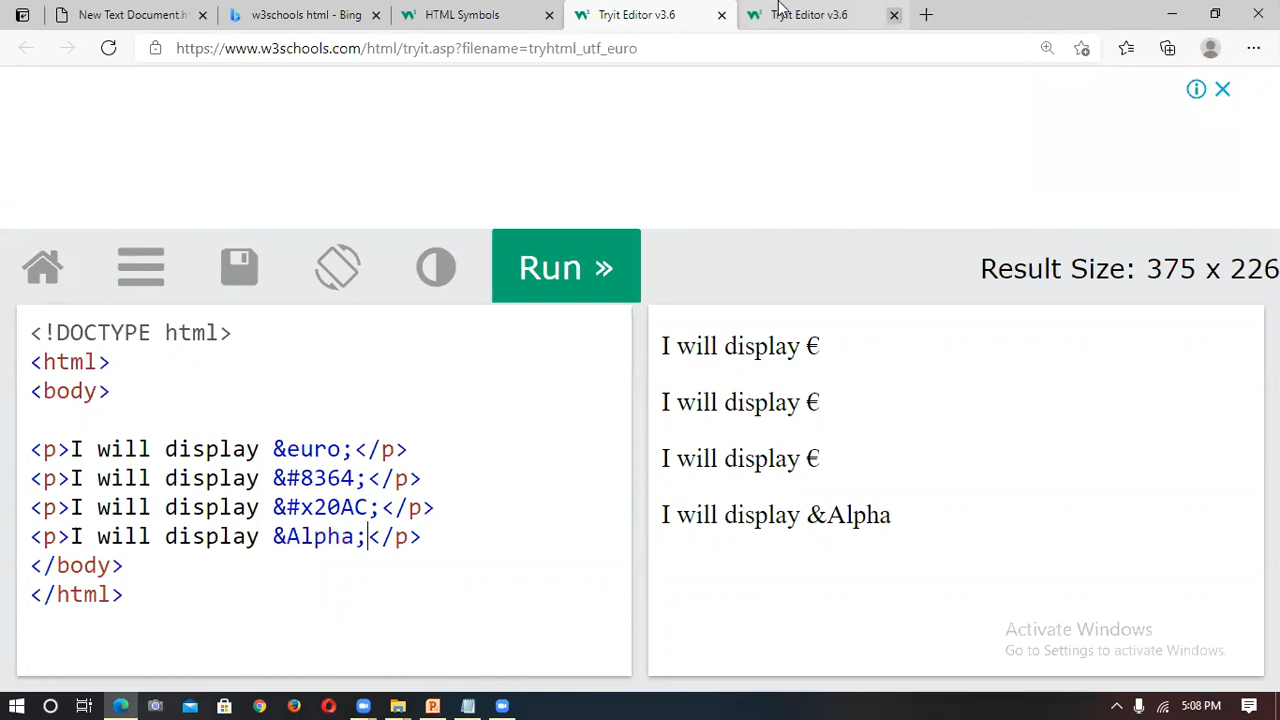 New Text Document.
w3schools html - Bing
HTML Symbols
Tryit Editor v3.6
Tryit Editor v3.6
https://www.w3schools.com/html/tryit.asp?filename=tryhtml_utf_euro
Run »
Result Size: 375 x 226
<!DOCTYPE html>
<html>
<body>
<p>I will display &euro;</p>
<p>I will display &#8364;</p>
<p>I will display &#x20AC;</p>
<p>I will display &Alpha;</p>
</body>
</html>
I will display €
I will display €
I will display €
I will display &Alpha
Activate Windows
Go to Settings to activate Windows.
5:08 PM